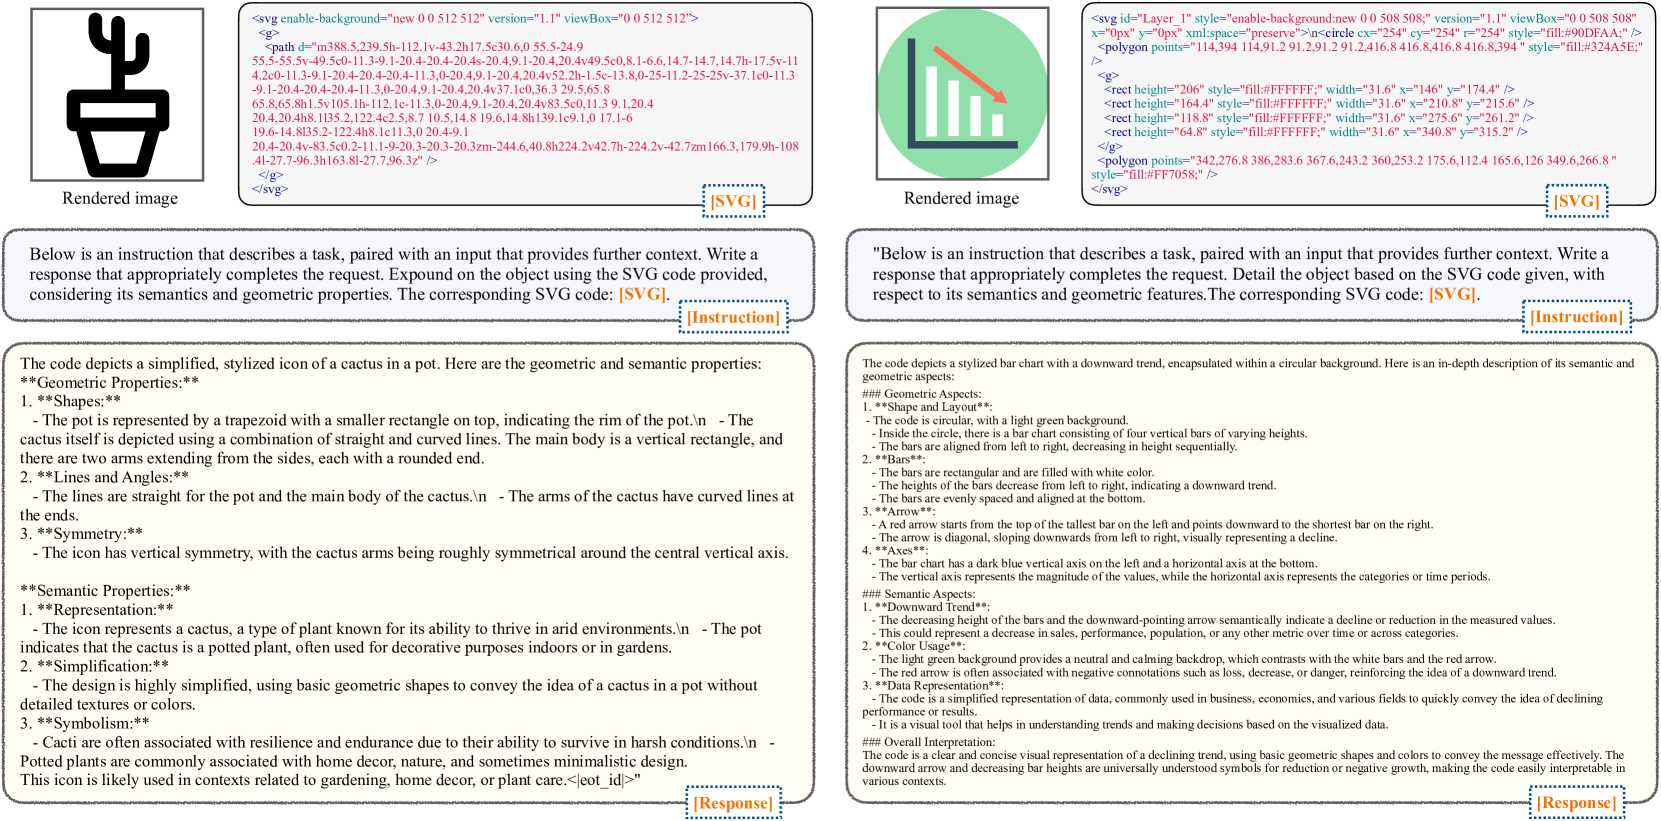 <svg enable-background="new 0 0 512 512" version="1.1" viewBox="0 0 512 512">
<g>
<path d="m388.5,239.5h-112.1v-43.2h17.5c30.6,0 55.5-24.9
55.5-55.5v-49.5c0-11.3-9.1-20.4-20.4-20.4s-20.4,9.1-20.4,20.4v49.5c0,8.1-6.6,14.7-14.7,14.7h-17.5v-11
4.2c0-11.3-9.1-20.4-20.4-20.4-11.3,0-20.4,9.1-20.4,20.4v52.2h-1.5c-13.8,0-25-11.2-25-25v-37.1c0-11.3
-9.1-20.4-20.4-20.4-11.3,0-20.4,9.1-20.4,20.4v37.1c0,36.3 29.5,65.8
65.8,65.8h1.5v105.1h-112.1c-11.3,0-20.4,9.1-20.4,20.4v83.5c0,11.3 9.1,20.4
20.4,20.4h8.1l35.2,122.4c2.5,8.7 10.5,14.8 19.6,14.8h139.1c9.1,0 17.1-6
19.6-14.8l35.2-122.4h8.1c11.3,0 20.4-9.1
20.4-20.4v-83.5c0.2-11.1-9-20.3-20.3-20.3zm-244.6,40.8h224.2v42.7h-224.2v-42.7zm166.3,179.9h-108
.4l-27.7-96.3h163.8l-27.7,96.3z" />
</g>
</svg>
[SVG]
Rendered image
Below is an instruction that describes a task, paired with an input that provides further context. Write a
response that appropriately completes the request. Expound on the object using the SVG code provided,
considering its semantics and geometric properties. The corresponding SVG code: [SVG].
[Instruction]
The code depicts a simplified, stylized icon of a cactus in a pot. Here are the geometric and semantic properties:
**Geometric Properties:**
1. **Shapes:**
- The pot is represented by a trapezoid with a smaller rectangle on top, indicating the rim of the pot.\n - The
cactus itself is depicted using a combination of straight and curved lines. The main body is a vertical rectangle, and
there are two arms extending from the sides, each with a rounded end.
2. **Lines and Angles:**
- The lines are straight for the pot and the main body of the cactus.\n - The arms of the cactus have curved lines at
the ends.
3. **Symmetry:**
- The icon has vertical symmetry, with the cactus arms being roughly symmetrical around the central vertical axis.
**Semantic Properties:**
1. **Representation:**
- The icon represents a cactus, a type of plant known for its ability to thrive in arid environments.\n - The pot
indicates that the cactus is a potted plant, often used for decorative purposes indoors or in gardens.
2. **Simplification:**
- The design is highly simplified, using basic geometric shapes to convey the idea of a cactus in a pot without
detailed textures or colors.
3. **Symbolism:**
- Cacti are often associated with resilience and endurance due to their ability to survive in harsh conditions.\n -
Potted plants are commonly associated with home decor, nature, and sometimes minimalistic design.
This icon is likely used in contexts related to gardening, home decor, or plant care.<|eot_id|>"
[Response]
<svg id="Layer_1" style="enable-background:new 0 0 508 508;" version="1.1" viewBox="0 0 508 508"
x="0px" y="0px" xml:space="preserve">\n<circle cx="254" cy="254" r="254" style="fill:#90DFAA;" />
<polygon points="114,394 114,91.2 91.2,91.2 91.2,416.8 416.8,416.8 416.8,394 " style="fill:#324A5E;"
/>
<g>
<rect height="206" style="fill:#FFFFFF;" width="31.6" x="146" y="174.4" />
<rect height="164.4" style="fill:#FFFFFF;" width="31.6" x="210.8" y="215.6" />
<rect height="118.8" style="fill:#FFFFFF;" width="31.6" x="275.6" y="261.2" />
<rect height="64.8" style="fill:#FFFFFF;" width="31.6" x="340.8" y="315.2" />
</g>
<polygon points="342,276.8 386,283.6 367.6,243.2 360,253.2 175.6,112.4 165.6,126 349.6,266.8 "
style="fill:#FF7058;" />
</svg>
[SVG]
Rendered image
"Below is an instruction that describes a task, paired with an input that provides further context. Write a
response that appropriately completes the request. Detail the object based on the SVG code given, with
respect to its semantics and geometric features.The corresponding SVG code: [SVG].
[Instruction]
The code depicts a stylized bar chart with a downward trend, encapsulated within a circular background. Here is an in-depth description of its semantic and
geometric aspects:
### Geometric Aspects:
1. **Shape and Layout**:
- The code is circular, with a light green background.
- Inside the circle, there is a bar chart consisting of four vertical bars of varying heights.
- The bars are aligned from left to right, decreasing in height sequentially.
2. **Bars**:
- The bars are rectangular and are filled with white color.
- The heights of the bars decrease from left to right, indicating a downward trend.
- The bars are evenly spaced and aligned at the bottom.
3. **Arrow**:
- A red arrow starts from the top of the tallest bar on the left and points downward to the shortest bar on the right.
- The arrow is diagonal, sloping downwards from left to right, visually representing a decline.
4. **Axes**:
- The bar chart has a dark blue vertical axis on the left and a horizontal axis at the bottom.
- The vertical axis represents the magnitude of the values, while the horizontal axis represents the categories or time periods.
### Semantic Aspects:
1. **Downward Trend**:
- The decreasing height of the bars and the downward-pointing arrow semantically indicate a decline or reduction in the measured values.
- This could represent a decrease in sales, performance, population, or any other metric over time or across categories.
2. **Color Usage**:
- The light green background provides a neutral and calming backdrop, which contrasts with the white bars and the red arrow.
- The red arrow is often associated with negative connotations such as loss, decrease, or danger, reinforcing the idea of a downward trend.
3. **Data Representation**:
- The code is a simplified representation of data, commonly used in business, economics, and various fields to quickly convey the idea of declining
performance or results.
- It is a visual tool that helps in understanding trends and making decisions based on the visualized data.
### Overall Interpretation:
The code is a clear and concise visual representation of a declining trend, using basic geometric shapes and colors to convey the message effectively. The
downward arrow and decreasing bar heights are universally understood symbols for reduction or negative growth, making the code easily interpretable in
various contexts.
[Response]